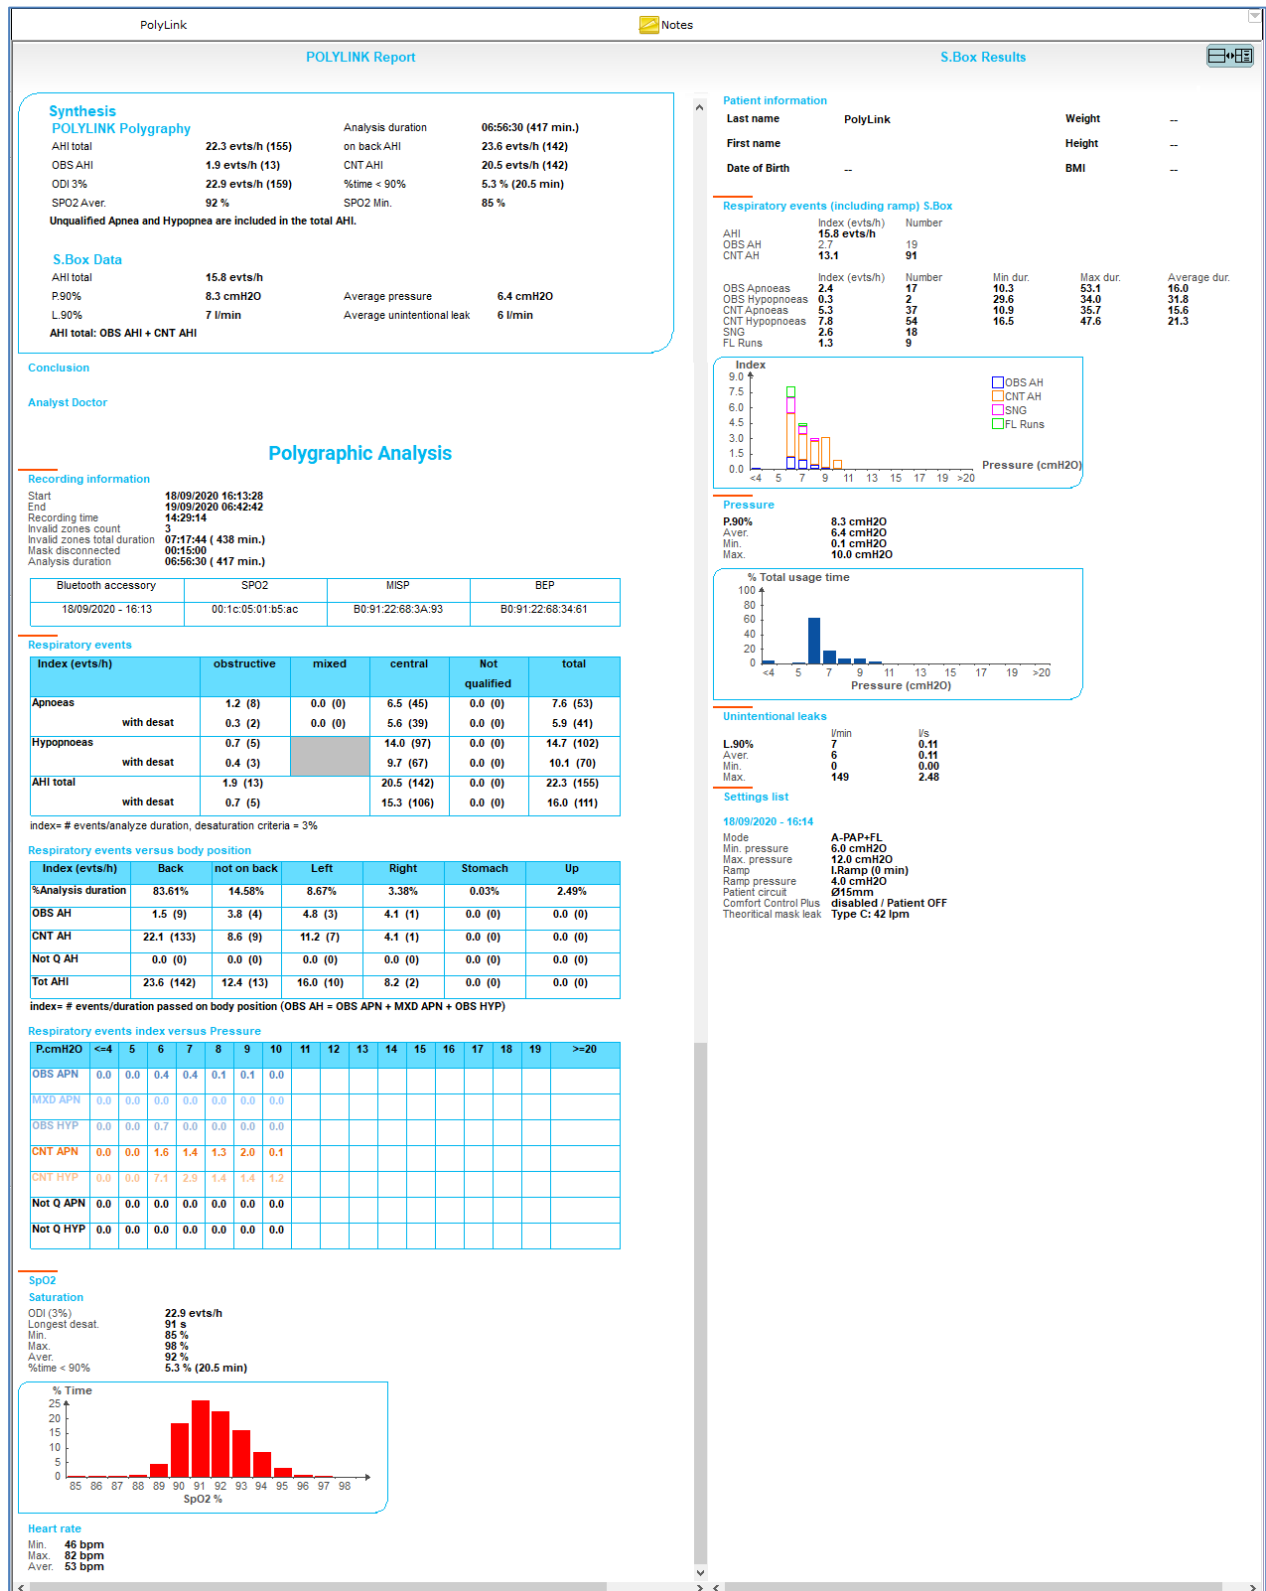 PolyLink
Notes
POLYLINK Report
Synthesis
POLYLINK Polygraphy Analysis duration 06:56:30 (417 min.)
AHI total 22.3 evts/h (155) on back AHI 23.6 evts/h (142)
OBS AHI 1.9 evts/h (13) CNT AHI 20.5 evts/h (142)
ODI 3% 22.9 evts/h (159) %time < 90% 5.3 % (20.5 min)
SPO2 Aver. 92 % SPO2 Min. 85 %
Unqualified Apnea and Hypopnea are included in the total AHI.
S.Box Data
AHI total 15.8 evts/h
P.90% 8.3 cmH2O Average pressure 6.4 cmH2O
L.90% 7 l/min Average unintentional leak 6 l/min
AHI total: OBS AHI + CNT AHI
Conclusion
Analyst Doctor
Polygraphic Analysis
Recording information
Start 18/09/2020 16:13:28
End 19/09/2020 06:42:42
Recording time 14:29:14
Invalid zones count 3
Invalid zones total duration 07:17:44 ( 438 min.)
Mask disconnected 00:15:00
Analysis duration 06:56:30 ( 417 min.)
Bluetooth accessory SPO2 MISP BEP
18/09/2020 - 16:13 00:1c:05:01:b5:ac B0:91:22:68:3A:93 B0:91:22:68:34:61
Respiratory events
Index (evts/h) obstructive mixed central Not qualified total
Apnoeas 1.2 (8) 0.0 (0) 6.5 (45) 0.0 (0) 7.6 (53)
with desat 0.3 (2) 0.0 (0) 5.6 (39) 0.0 (0) 5.9 (41)
Hypopnoeas 0.7 (5) 14.0 (97) 0.0 (0) 14.7 (102)
with desat 0.4 (3) 9.7 (67) 0.0 (0) 10.1 (70)
AHI total 1.9 (13) 20.5 (142) 0.0 (0) 22.3 (155)
with desat 0.7 (5) 15.3 (106) 0.0 (0) 16.0 (111)
index= # events/analyze duration, desaturation criteria = 3%
Respiratory events versus body position
Index (evts/h) Back not on back Left Right Stomach Up
%Analysis duration 83.61% 14.58% 8.67% 3.38% 0.03% 2.49%
OBS AH 1.5 (9) 3.8 (4) 4.8 (3) 4.1 (1) 0.0 (0) 0.0 (0)
CNT AH 22.1 (133) 8.6 (9) 11.2 (7) 4.1 (1) 0.0 (0) 0.0 (0)
Not Q AH 0.0 (0) 0.0 (0) 0.0 (0) 0.0 (0) 0.0 (0) 0.0 (0)
Tot AHI 23.6 (142) 12.4 (13) 16.0 (10) 8.2 (2) 0.0 (0) 0.0 (0)
index= # events/duration passed on body position (OBS AH = OBS APN + MXD APN + OBS HYP)
Respiratory events index versus Pressure
P.cmH2O <=4 5 6 7 8 9 10 11 12 13 14 15 16 17 18 19 >=20
OBS APN 0.0 0.0 0.4 0.4 0.1 0.1 0.0
MXD APN 0.0 0.0 0.0 0.0 0.0 0.0 0.0
OBS HYP 0.0 0.0 0.7 0.0 0.0 0.0 0.0
CNT APN 0.0 0.0 1.6 1.4 1.3 2.0 0.1
CNT HYP 0.0 0.0 7.1 2.9 1.4 1.4 1.2
Not Q APN 0.0 0.0 0.0 0.0 0.0 0.0 0.0
Not Q HYP 0.0 0.0 0.0 0.0 0.0 0.0 0.0
SpO2
Saturation
ODI (3%) 22.9 evts/h
Longest desat. 91 s
Min. 85 %
Max. 98 %
Aver. 92 %
%time < 90% 5.3 % (20.5 min)
% Time
25
20
15
10
5
0
85 86 87 88 89 90 91 92 93 94 95 96 97 98
SpO2 %
Heart rate
Min. 46 bpm
Max. 82 bpm
Aver. 53 bpm
S.Box Results
Patient information
Last name PolyLink Weight --
First name Height --
Date of Birth -- BMI --
Respiratory events (including ramp) S.Box
Index (evts/h) Number
AHI 15.8 evts/h
OBS AH 2.7 19
CNT AH 13.1 91
Index (evts/h) Number Min dur. Max dur. Average dur.
OBS Apnoeas 2.4 17 10.3 53.1 16.0
OBS Hypopnoeas 0.3 2 29.6 34.0 31.8
CNT Apnoeas 5.3 37 10.9 35.7 15.6
CNT Hypopnoeas 7.8 54 16.5 47.6 21.3
SNG 2.6 18
FL Runs 1.3 9
Index
9.0
7.5
6.0
4.5
3.0
1.5
0.0
<4 5 7 9 11 13 15 17 19 >20
Pressure (cmH2O)
OBS AH
CNT AH
SNG
FL Runs
Pressure
P.90% 8.3 cmH2O
Aver. 6.4 cmH2O
Min. 0.1 cmH2O
Max. 10.0 cmH2O
% Total usage time
100
80
60
40
20
0
<4 5 7 9 11 13 15 17 19 >20
Pressure (cmH2O)
Unintentional leaks
l/min l/s
L.90% 7 0.11
Aver. 6 0.11
Min. 0 0.00
Max. 149 2.48
Settings list
18/09/2020 - 16:14
Mode A-PAP+FL
Min. pressure 6.0 cmH2O
Max. pressure 12.0 cmH2O
Ramp I.Ramp (0 min)
Ramp pressure 4.0 cmH2O
Patient circuit Ø15mm
Comfort Control Plus disabled / Patient OFF
Theoritical mask leak Type C: 42 lpm